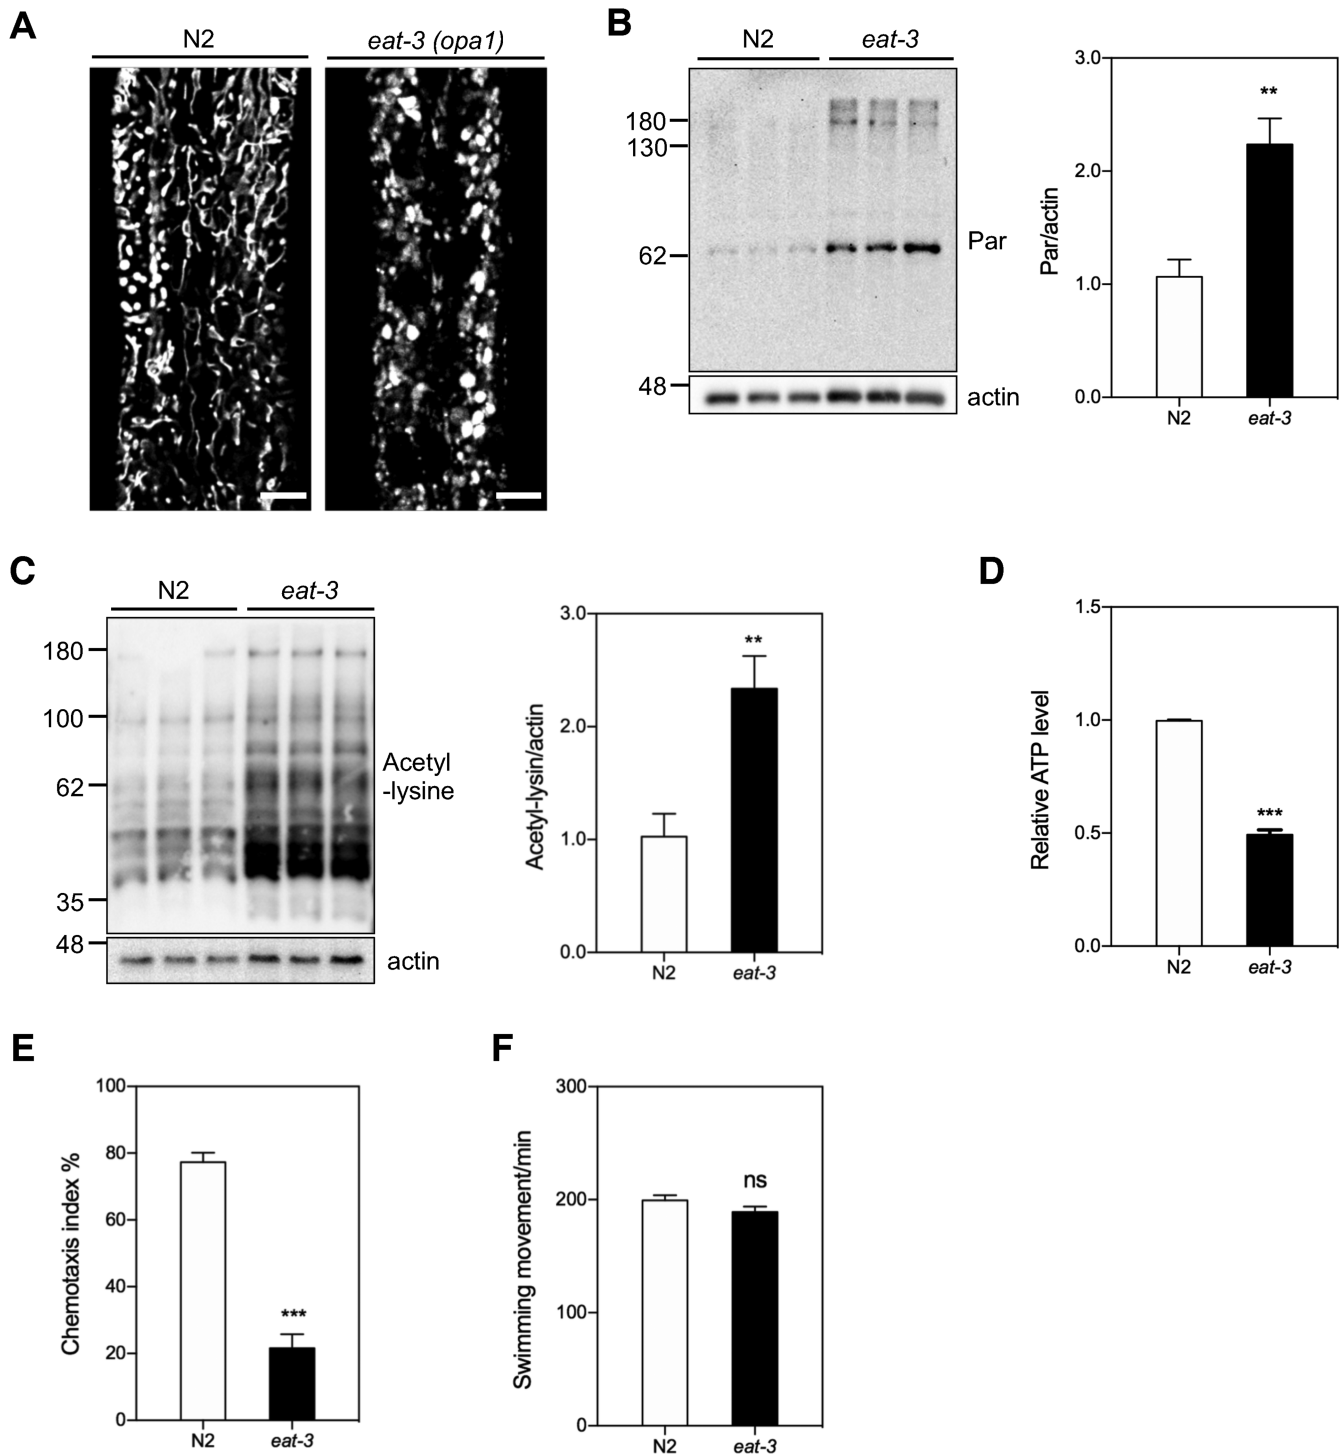 A
N2
eat-3 (opa1)
B
N2
eat-3
180
130
62
48
Par
actin
3.0
2.0
1.0
0.0
Par/actin
**
N2
eat-3
C
N2
eat-3
180
100
62
35
48
Acetyl
-lysine
actin
3.0
2.0
1.0
0.0
Acetyl-lysin/actin
**
N2
eat-3
D
1.5
1.0
0.5
0.0
Relative ATP level
***
N2
eat-3
E
100
80
60
40
20
0
Chemotaxis index %
***
N2
eat-3
F
300
200
100
0
Swimming movement/min
ns
N2
eat-3